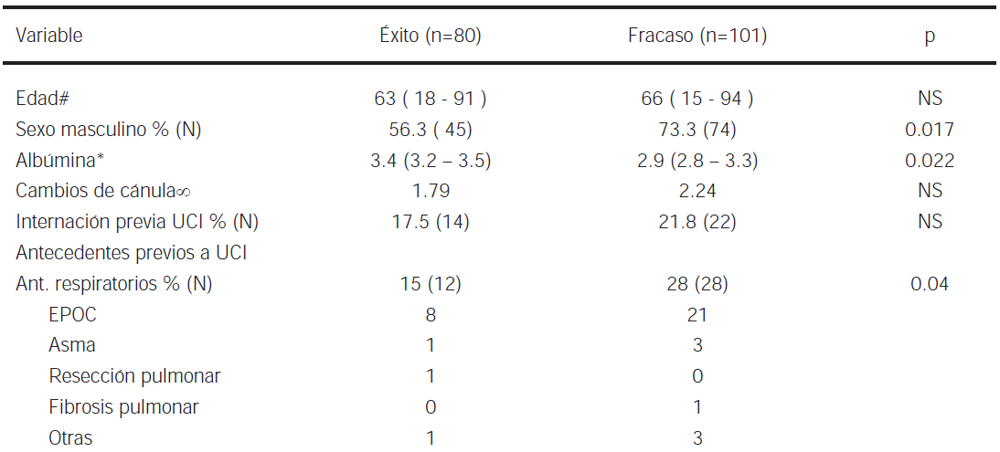 Variable Éxito (n=80) Fracaso (n=101) p
Edad# 63 ( 18 - 91 ) 66 ( 15 - 94 ) NS
Sexo masculino % (N) 56.3 ( 45) 73.3 (74) 0.017
Albúmina* 3.4 (3.2 – 3.5) 2.9 (2.8 – 3.3) 0.022
Cambios de cánula∞ 1.79 2.24 NS
Internación previa UCI % (N) 17.5 (14) 21.8 (22) NS
Antecedentes previos a UCI
Ant. respiratorios % (N) 15 (12) 28 (28) 0.04
EPOC 8 21
Asma 1 3
Resección pulmonar 1 0
Fibrosis pulmonar 0 1
Otras 1 3